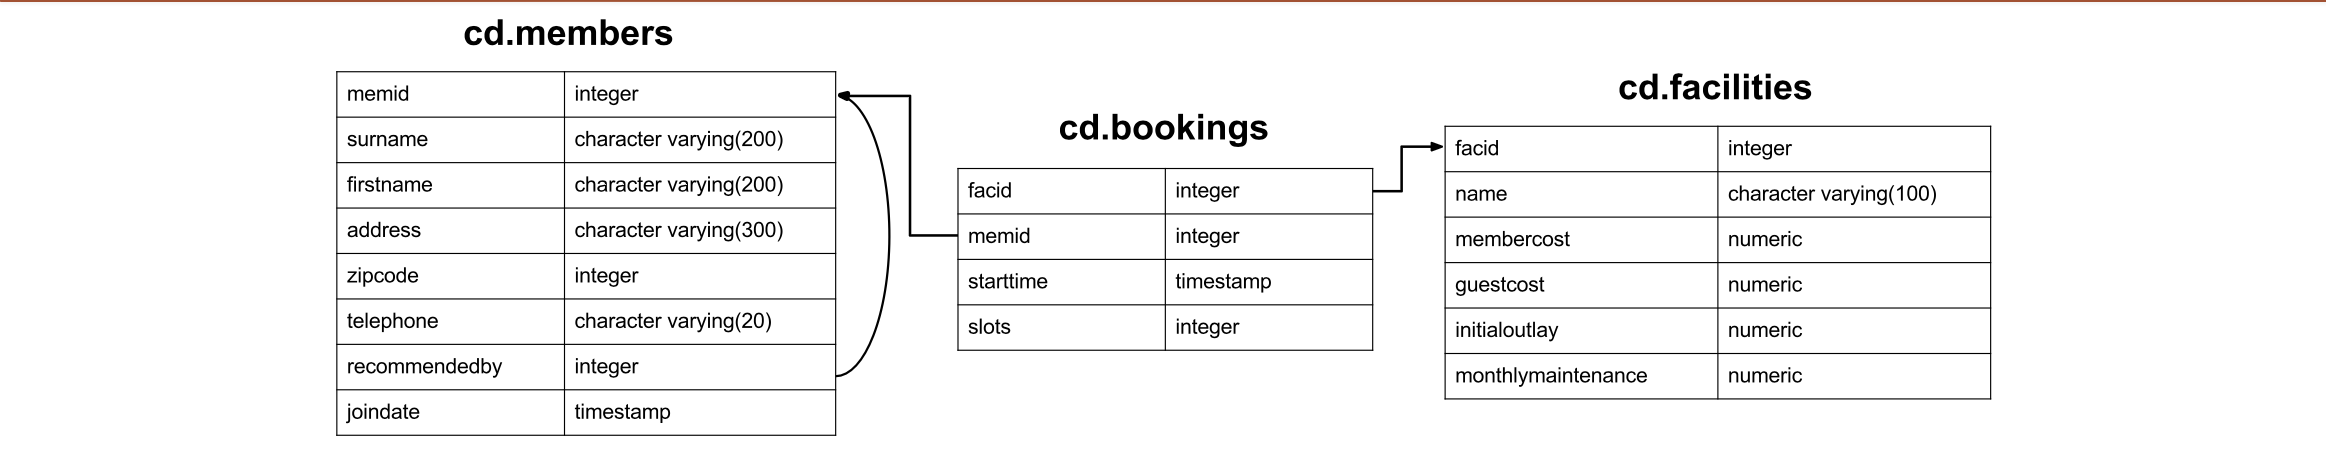 cd.members
memid integer
surname character varying(200)
firstname character varying(200)
address character varying(300)
zipcode integer
telephone character varying(20)
recommendedby integer
joindate timestamp
cd.bookings
facid integer
memid integer
starttime timestamp
slots integer
cd.facilities
facid integer
name character varying(100)
membercost numeric
guestcost numeric
initialoutlay numeric
monthlymaintenance numeric